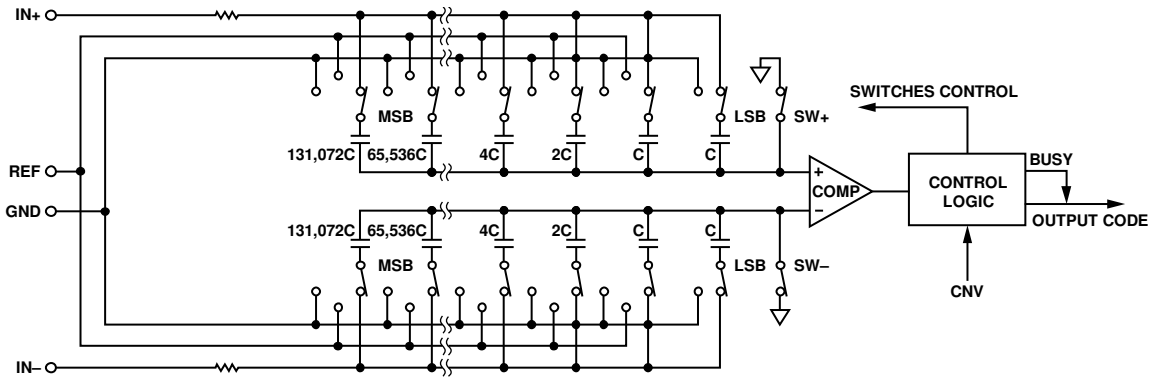 IN+
SWITCHES CONTROL
MSB
LSB SW+
131,072C 65,536C 4C 2C C C
BUSY
REF
+
COMP
CONTROL
LOGIC
GND
–
OUTPUT CODE
131,072C 65,536C 4C 2C C C
MSB
LSB SW–
CNV
IN–